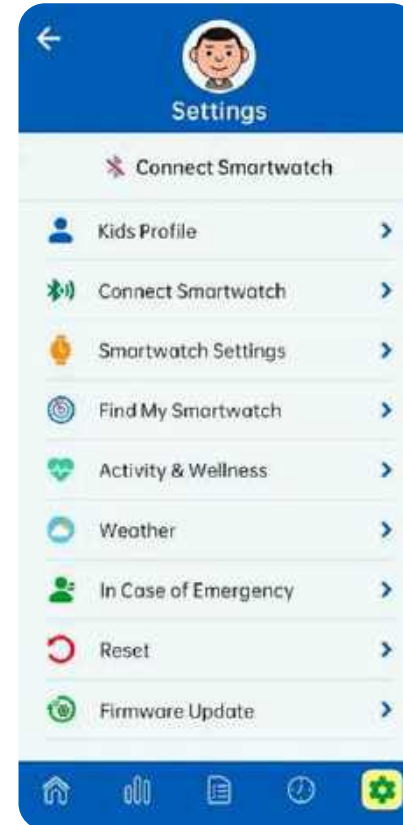 Settings
Connect Smartwatch
Kids Profile
Connect Smartwatch
Smartwatch Settings
Find My Smartwatch
Activity & Wellness
Weather
In Case of Emergency
Reset
Firmware Update